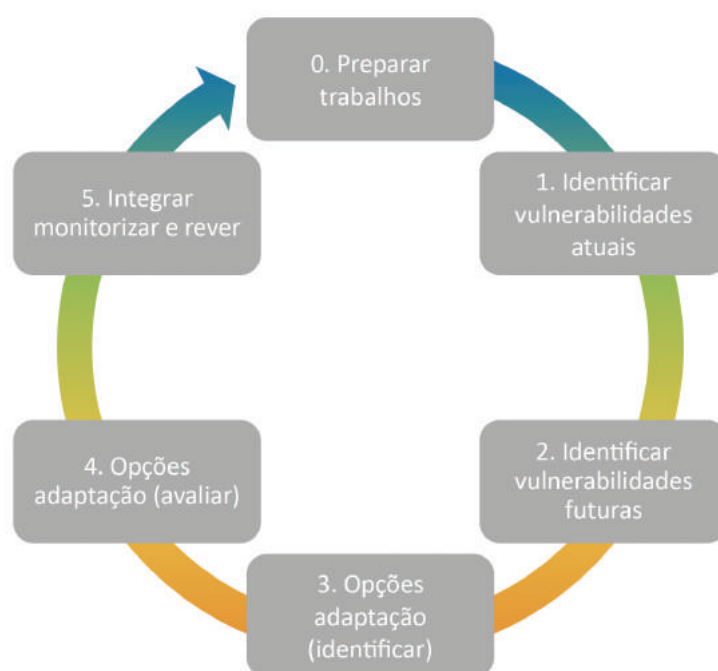 0. Preparar
trabalhos
1. Identificar
vulnerabilidades
atuais
2. Identificar
vulnerabilidades
futuras
3. Opções
adaptação
(identificar)
4. Opções
adaptação (avaliar)
5. Integrar
monitorizar e rever